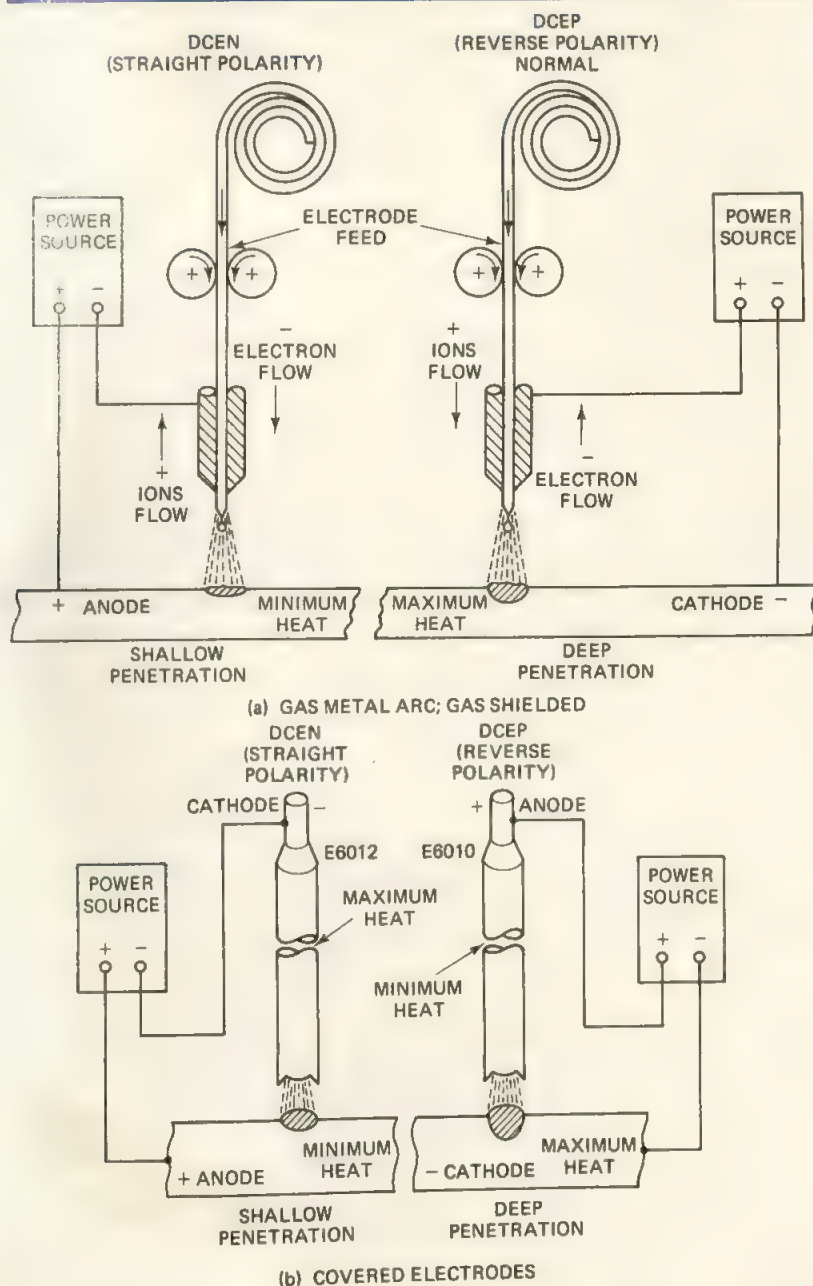 DCEN
(STRAIGHT POLARITY)
DCEP
(REVERSE POLARITY)
NORMAL
POWER
SOURCE
+ −
ELECTRODE
FEED
+ +
+ +
POWER
SOURCE
+ −
−
ELECTRON
FLOW
+
IONS
FLOW
+
IONS
FLOW
−
ELECTRON
FLOW
+ ANODE
MINIMUM
HEAT
MAXIMUM
HEAT
CATHODE −
SHALLOW
PENETRATION
DEEP
PENETRATION
(a) GAS METAL ARC; GAS SHIELDED
DCEN
(STRAIGHT
POLARITY)
DCEP
(REVERSE
POLARITY)
CATHODE −
+ ANODE
E6012
E6010
POWER
SOURCE
+ −
MAXIMUM
HEAT
MINIMUM
HEAT
POWER
SOURCE
+ −
+ ANODE
MINIMUM
HEAT
− CATHODE
MAXIMUM
HEAT
SHALLOW
PENETRATION
DEEP
PENETRATION
(b) COVERED ELECTRODES